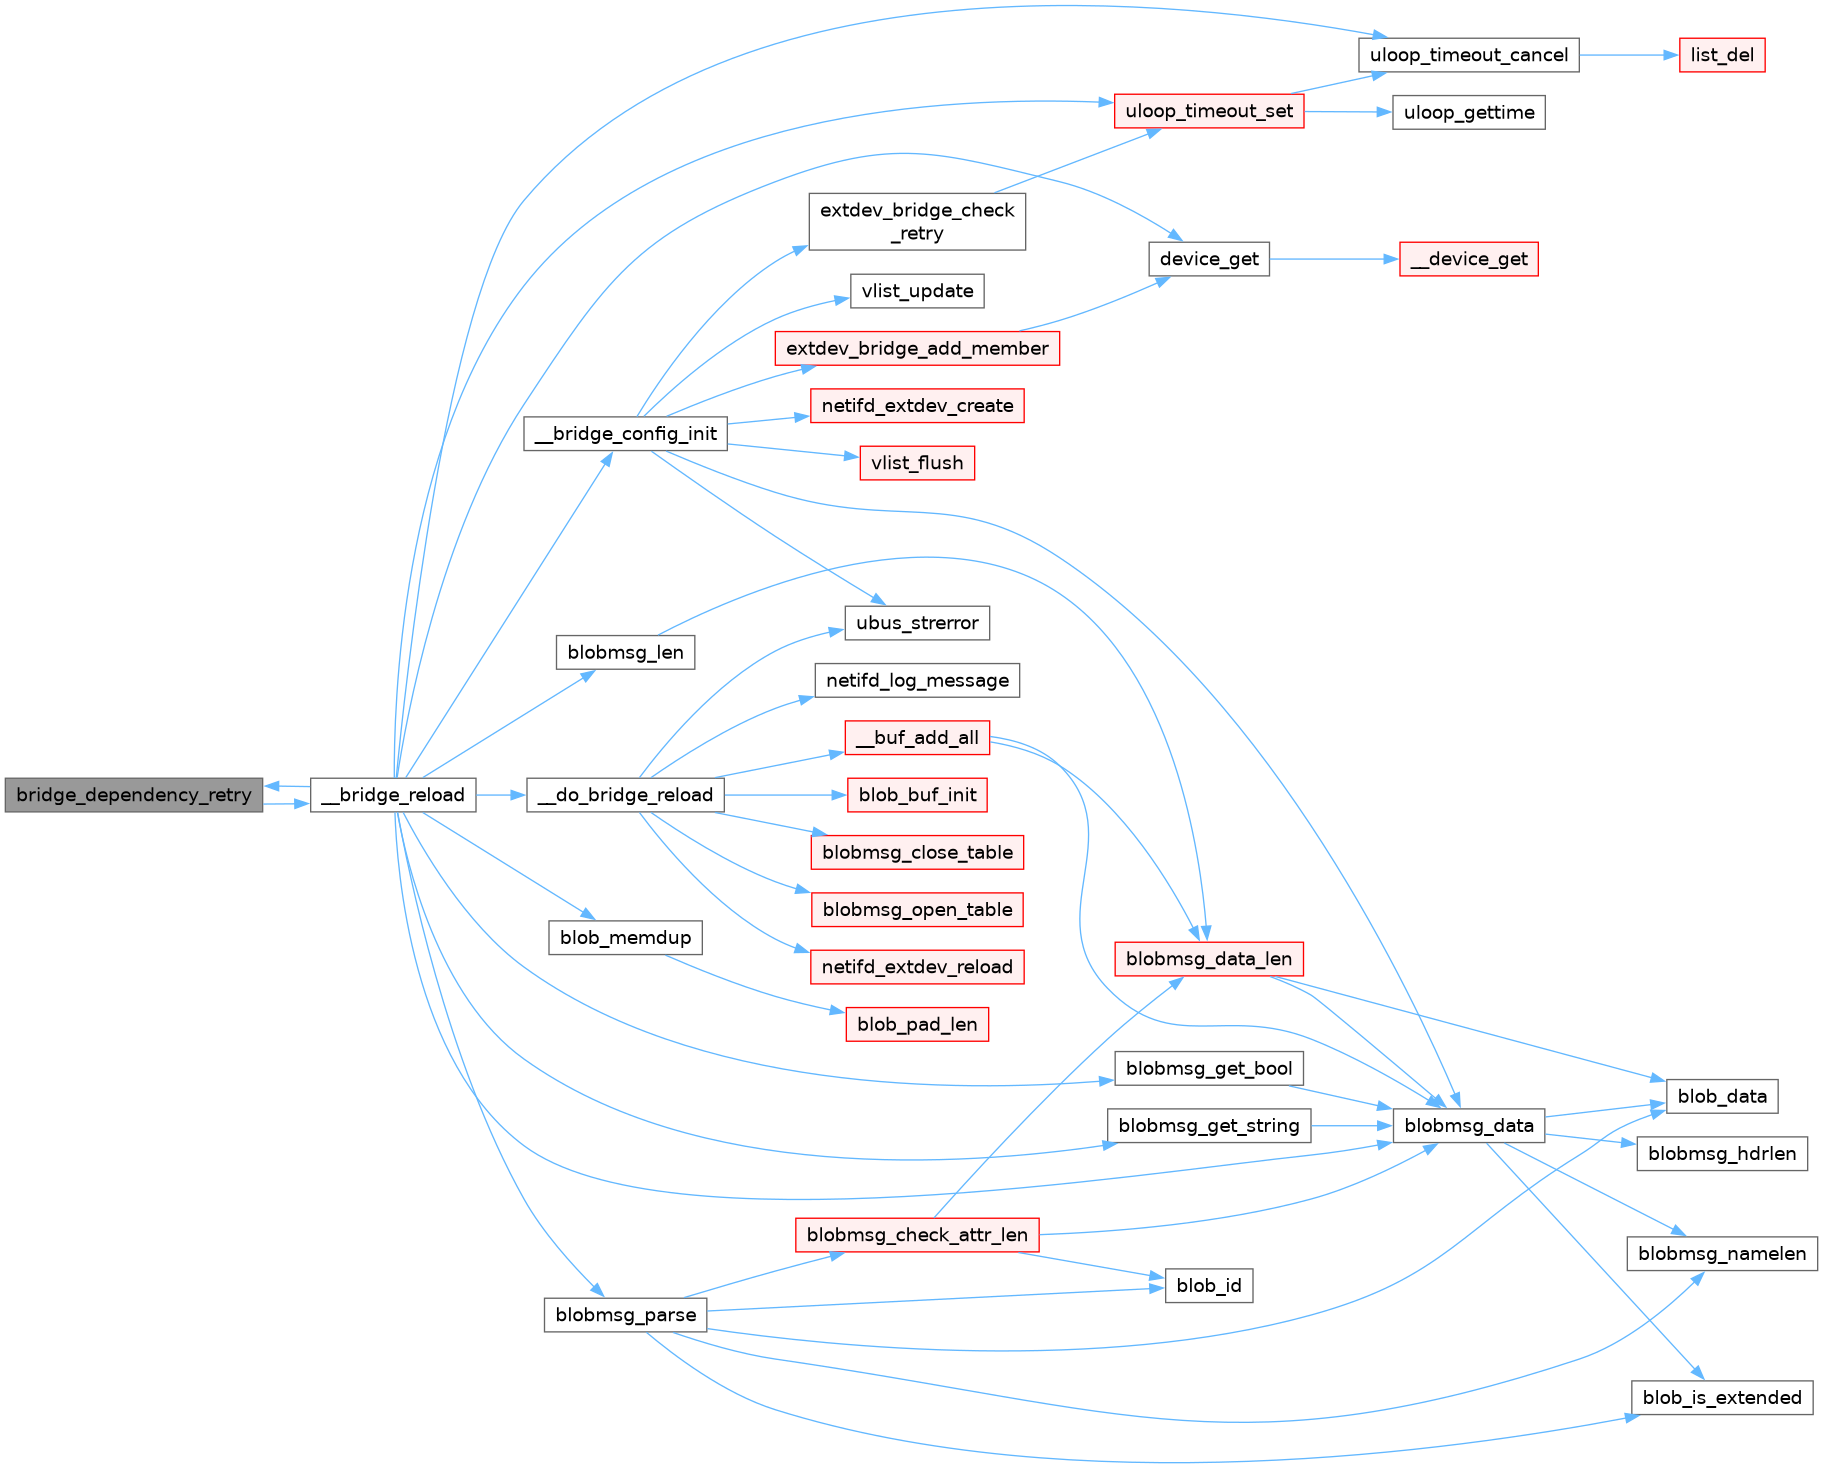 uloop_timeout_cancel
list_del
uloop_timeout_set
uloop_gettime
extdev_bridge_check
_retry
device_get
__device_get
vlist_update
extdev_bridge_add_member
netifd_extdev_create
__bridge_config_init
vlist_flush
ubus_strerror
blobmsg_len
netifd_log_message
__buf_add_all
bridge_dependency_retry
__bridge_reload
__do_bridge_reload
blob_buf_init
blobmsg_close_table
blobmsg_open_table
blob_memdup
blobmsg_data_len
netifd_extdev_reload
blob_pad_len
blobmsg_get_bool
blob_data
blobmsg_get_string
blobmsg_data
blobmsg_hdrlen
blobmsg_check_attr_len
blobmsg_namelen
blob_id
blobmsg_parse
blob_is_extended